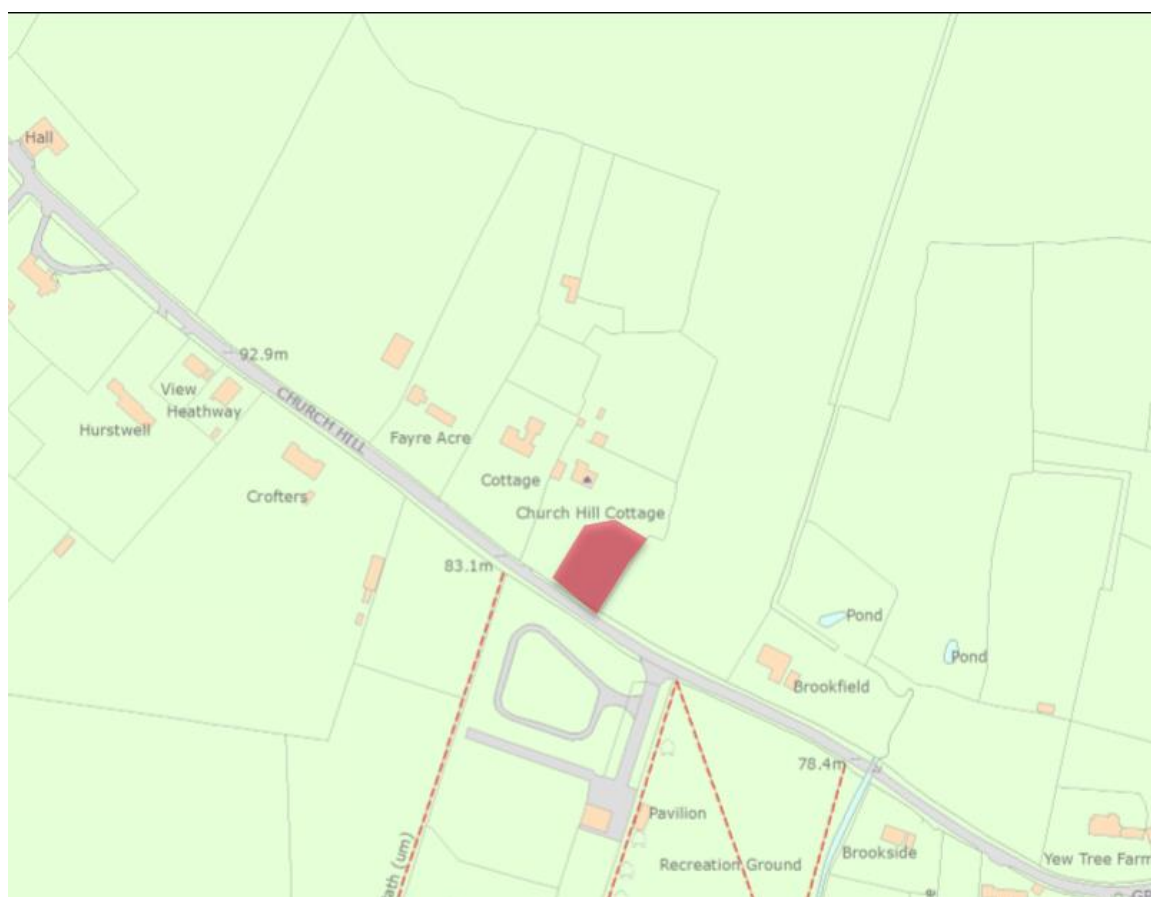 Hall
92.9m
View
Heathway
CHURCH HILL
Hurstwell
Fayre Acre
Cottage
Crofters
Church Hill Cottage
83.1m
Pond
Pond
Brookfield
78.4m
Pavilion
Recreation Ground
Brookside
Yew Tree Farm
ath (um)